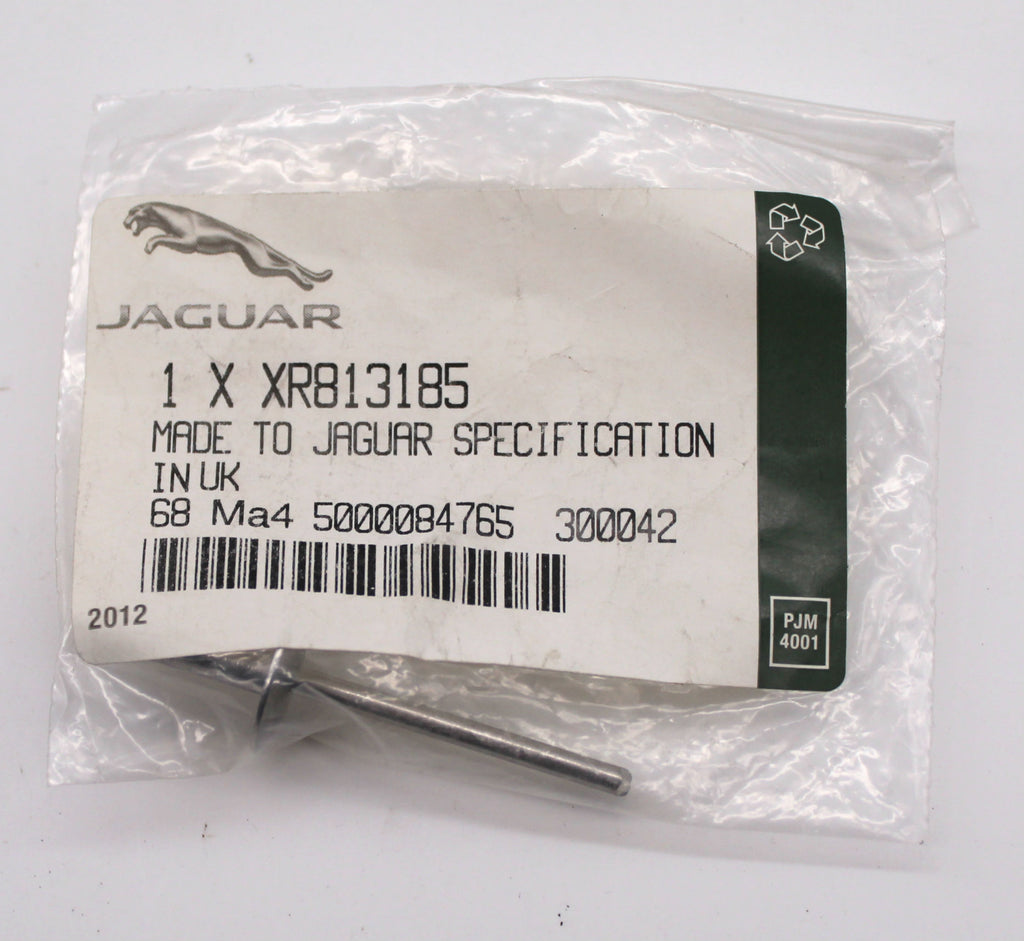 JAGUAR
1 X XR813185
MADE TO JAGUAR SPECIFICATION
IN UK
68 Ma4 5000084765 300042
2012
PJM
4001